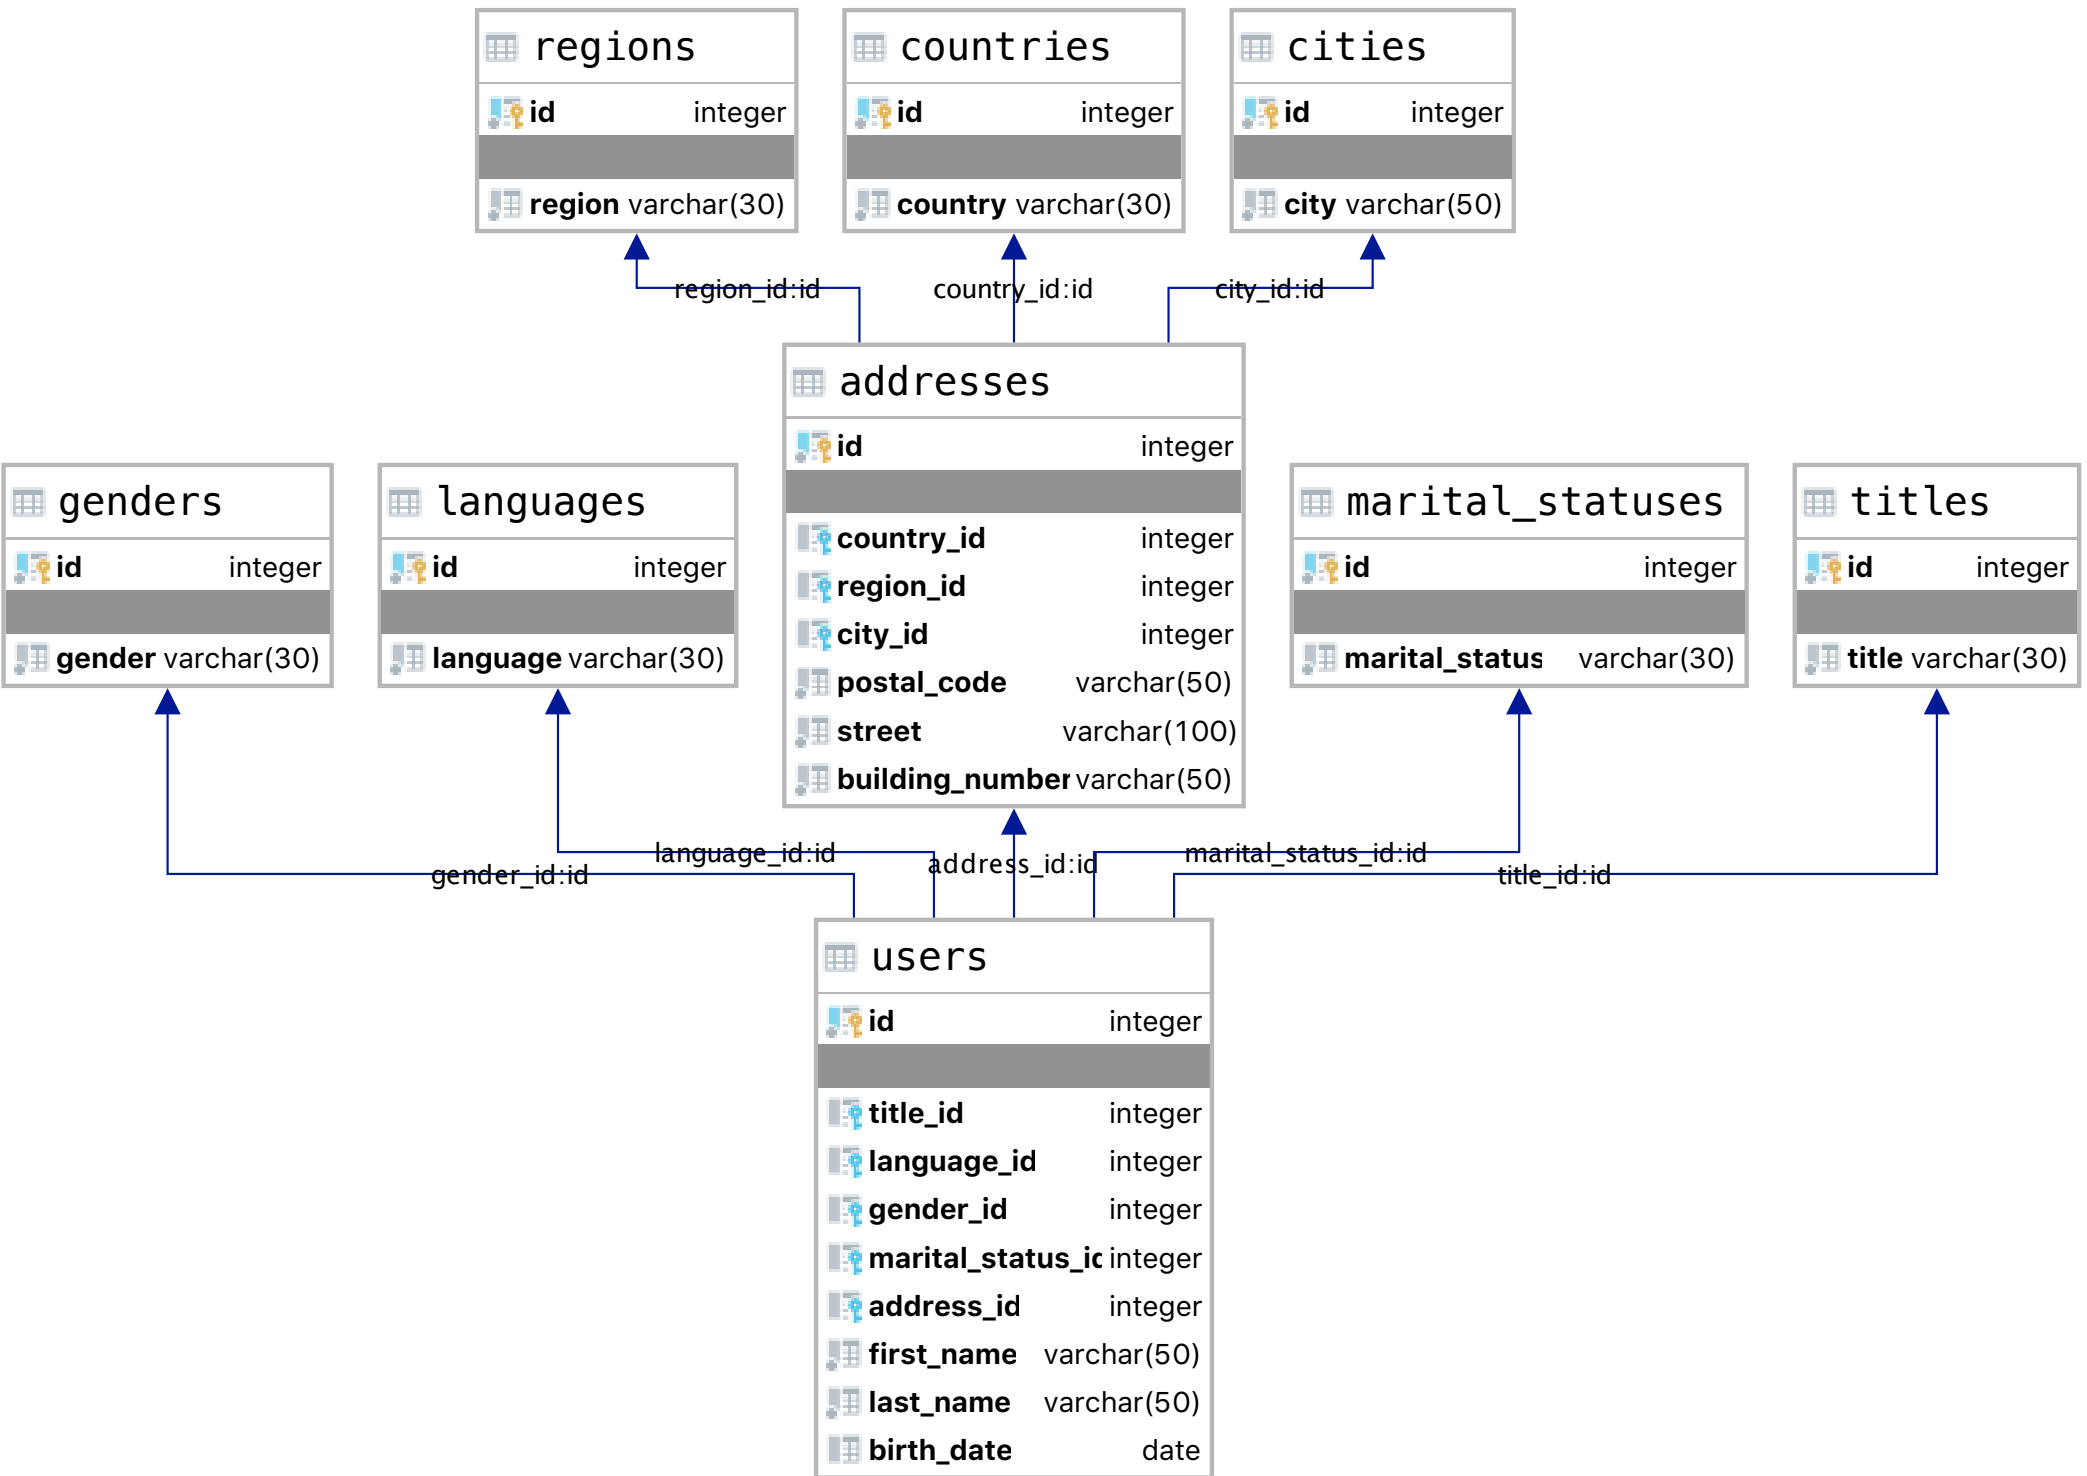 regions
id integer
region varchar(30)
countries
id integer
country varchar(30)
cities
id integer
city varchar(50)
region_id:id
country_id:id
city_id:id
addresses
id integer
country_id integer
region_id integer
city_id integer
postal_code varchar(50)
street varchar(100)
building_number varchar(50)
genders
id integer
gender varchar(30)
languages
id integer
language varchar(30)
marital_statuses
id integer
marital_status varchar(30)
titles
id integer
title varchar(30)
gender_id:id
language_id:id
address_id:id
marital_status_id:id
title_id:id
users
id integer
title_id integer
language_id integer
gender_id integer
marital_status_id integer
address_id integer
first_name varchar(50)
last_name varchar(50)
birth_date date